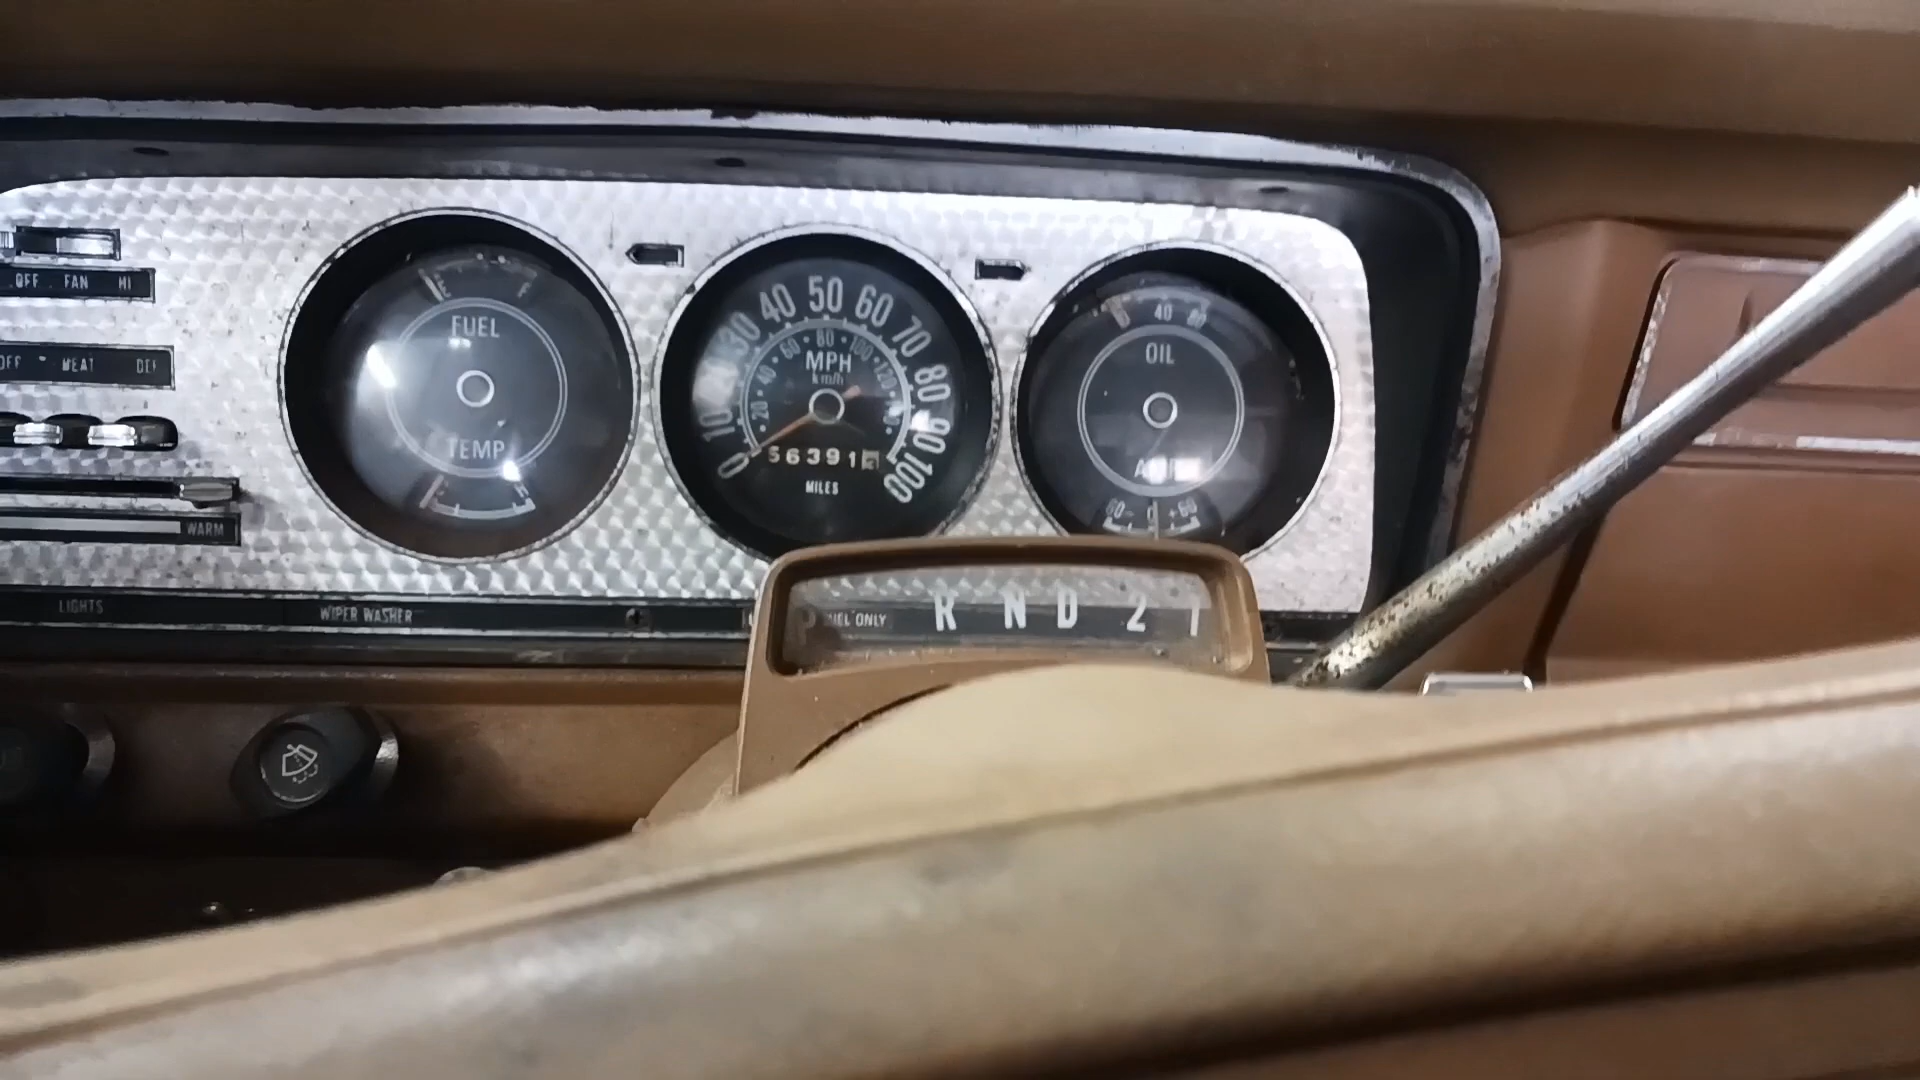 OFF FAN HI
OFF HEAT DEF
WARM
LIGHTS
WIPER WASHER
E F
FUEL
TEMP
0 10 20 30 40 50 60 70 80 90 100
20 40 60 80 100 120
MPH
km/h
56391
MILES
0 40 80
OIL
60- 0 +60
FUEL ONLY
P R N D 2 1